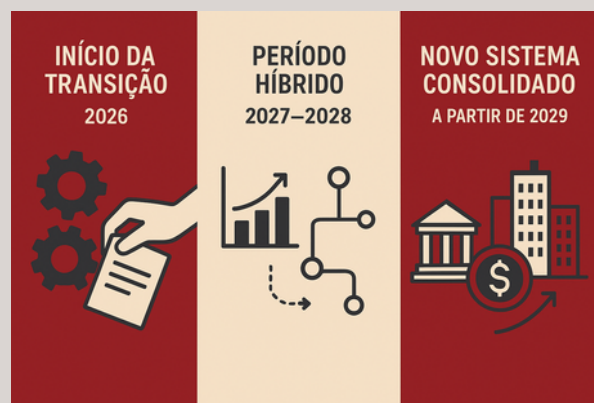 INÍCIO DA
TRANSIÇÃO
2026
PERÍODO
HÍBRIDO
2027–2028
NOVO SISTEMA
CONSOLIDADO
A PARTIR DE 2029
$